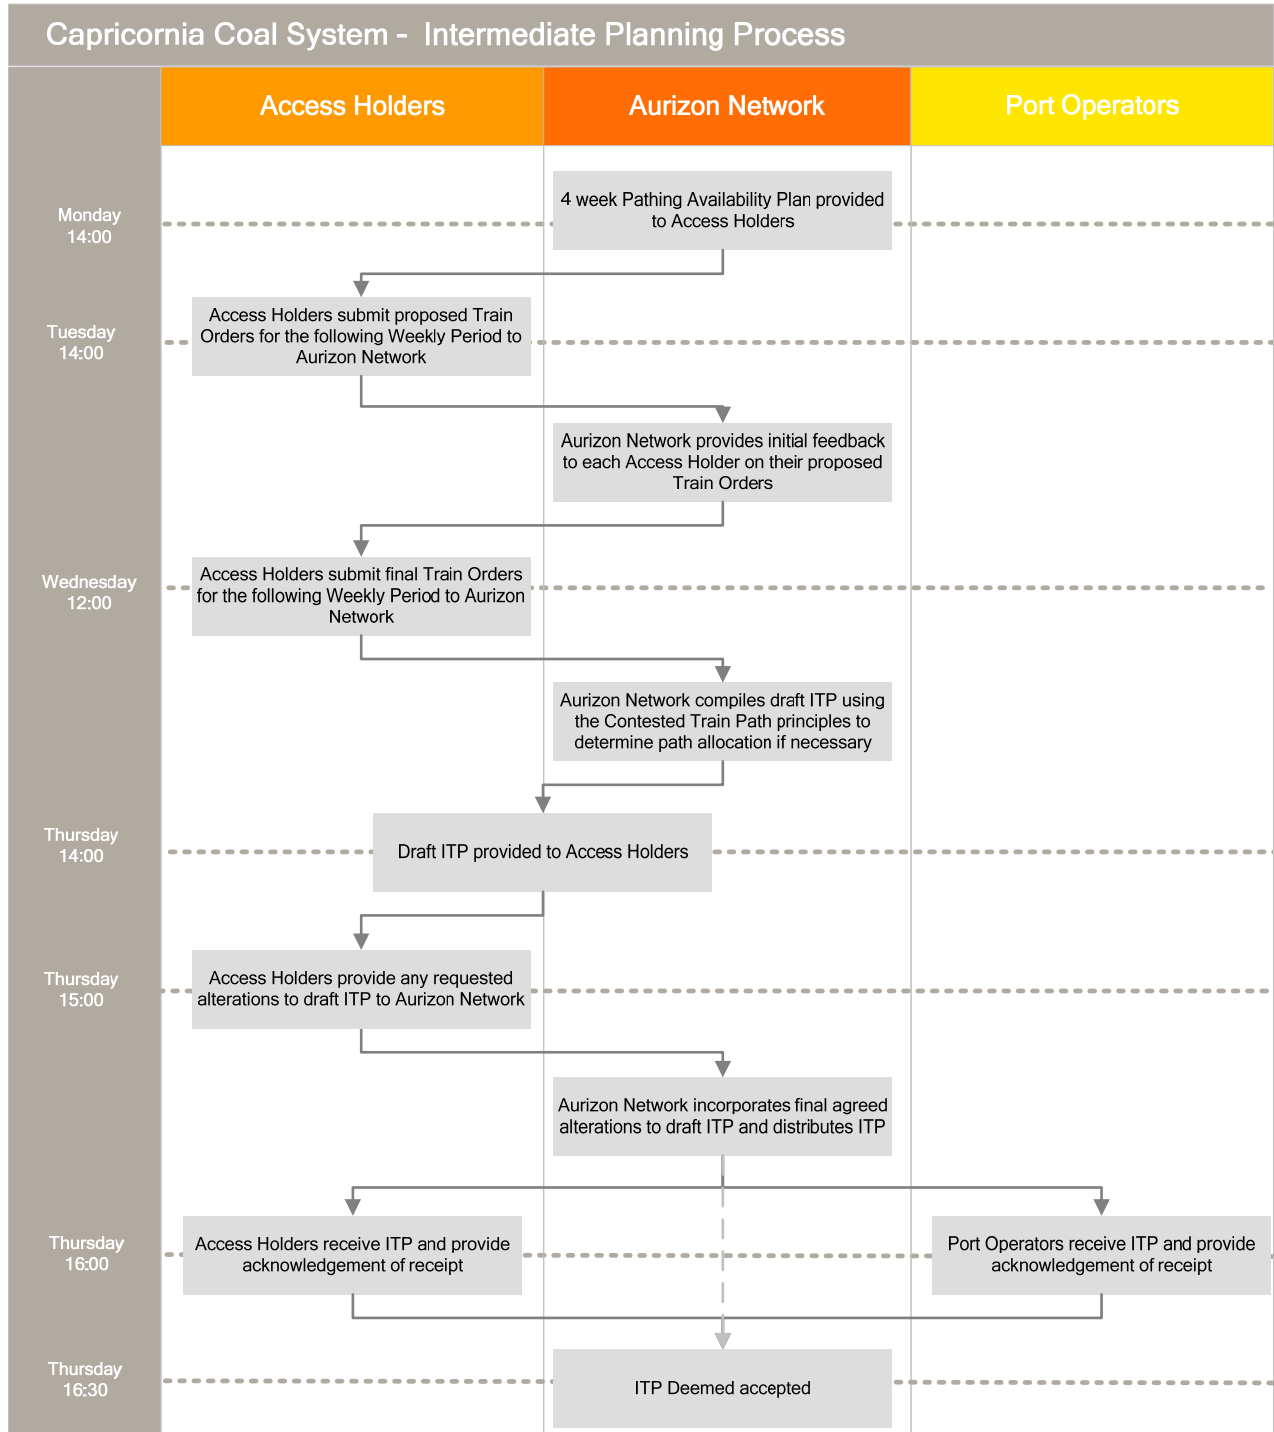 Capricornia Coal System - Intermediate Planning Process
Access Holders
Aurizon Network
Port Operators
Monday
14:00
4 week Pathing Availability Plan provided
to Access Holders
Tuesday
14:00
Access Holders submit proposed Train
Orders for the following Weekly Period to
Aurizon Network
Aurizon Network provides initial feedback
to each Access Holder on their proposed
Train Orders
Wednesday
12:00
Access Holders submit final Train Orders
for the following Weekly Period to Aurizon
Network
Aurizon Network compiles draft ITP using
the Contested Train Path principles to
determine path allocation if necessary
Thursday
14:00
Draft ITP provided to Access Holders
Thursday
15:00
Access Holders provide any requested
alterations to draft ITP to Aurizon Network
Aurizon Network incorporates final agreed
alterations to draft ITP and distributes ITP
Thursday
16:00
Access Holders receive ITP and provide
acknowledgement of receipt
Port Operators receive ITP and provide
acknowledgement of receipt
Thursday
16:30
ITP Deemed accepted